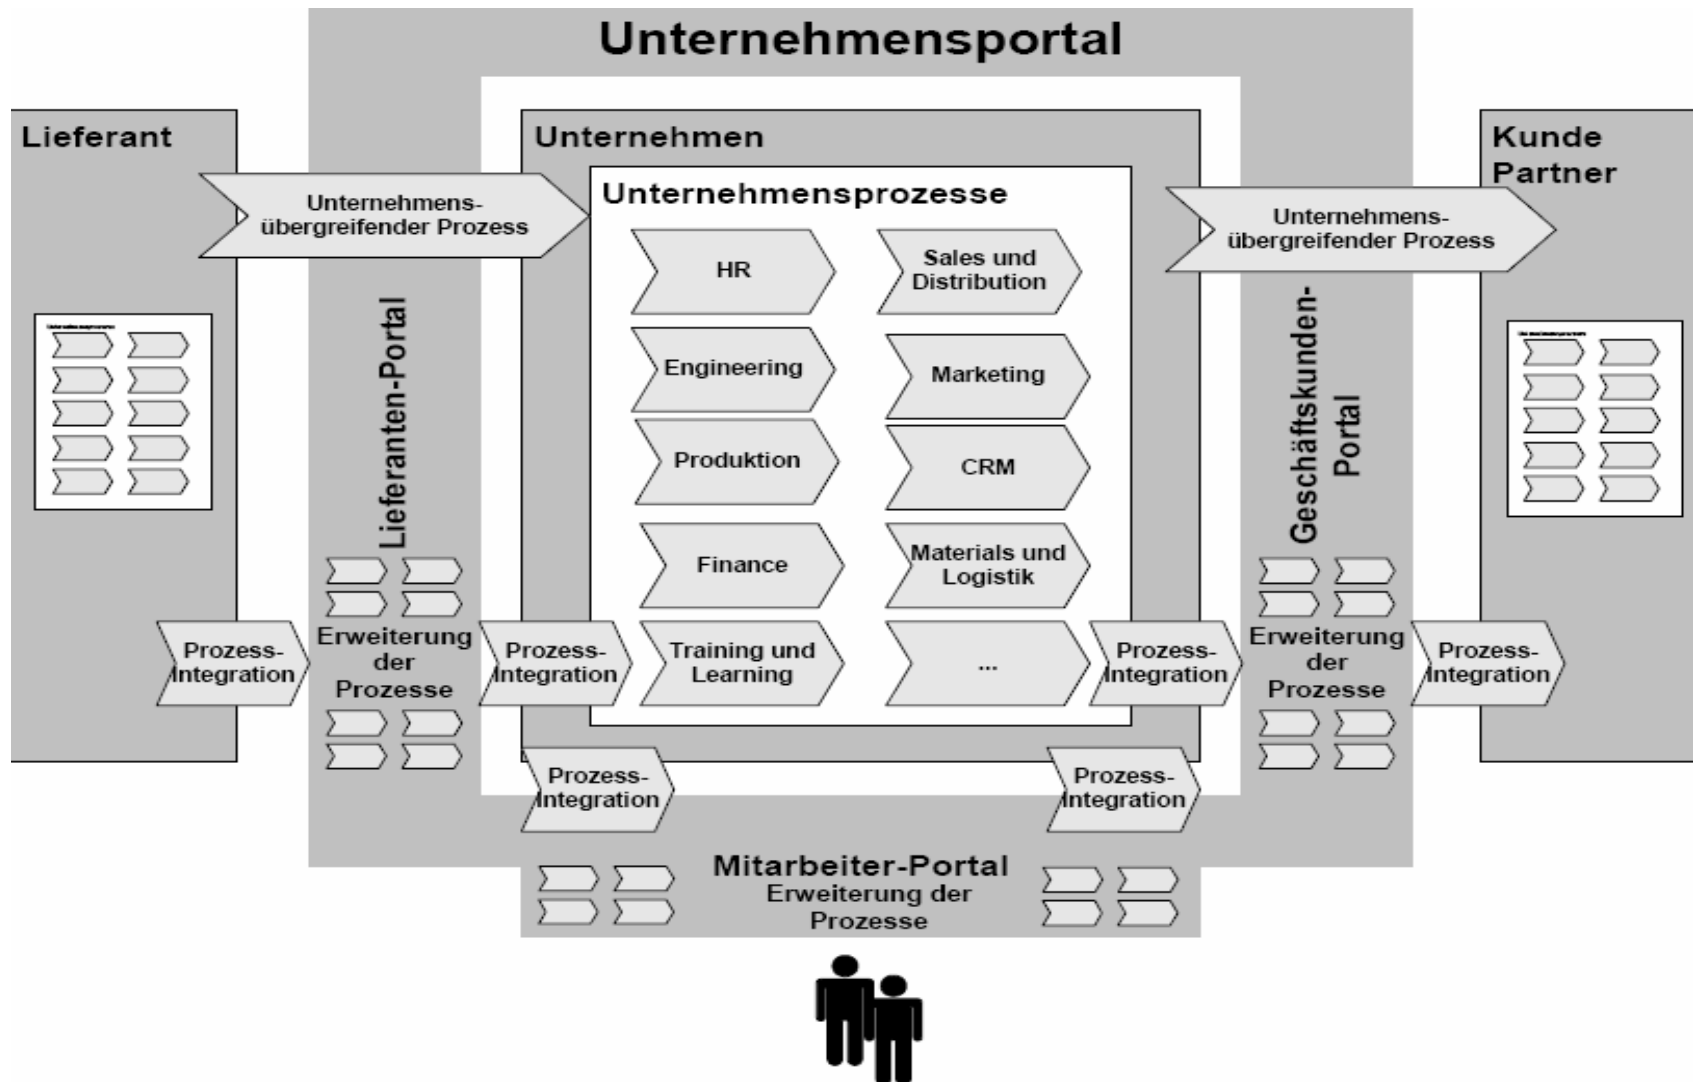 Unternehmensportal
Lieferant
Unternehmen
Kunde
Partner
Unternehmens-
übergreifender Prozess
Unternehmensprozesse
Unternehmens-
übergreifender Prozess
HR
Sales und
Distribution
Engineering
Marketing
Produktion
CRM
Finance
Materials und
Logistik
Training und
Learning
...
Lieferanten-Portal
Geschäftskunden-
Portal
Prozess-
Integration
Erweiterung
der
Prozesse
Prozess-
Integration
Prozess-
Integration
Erweiterung
der
Prozesse
Prozess-
Integration
Prozess-
Integration
Prozess-
Integration
Mitarbeiter-Portal
Erweiterung der
Prozesse